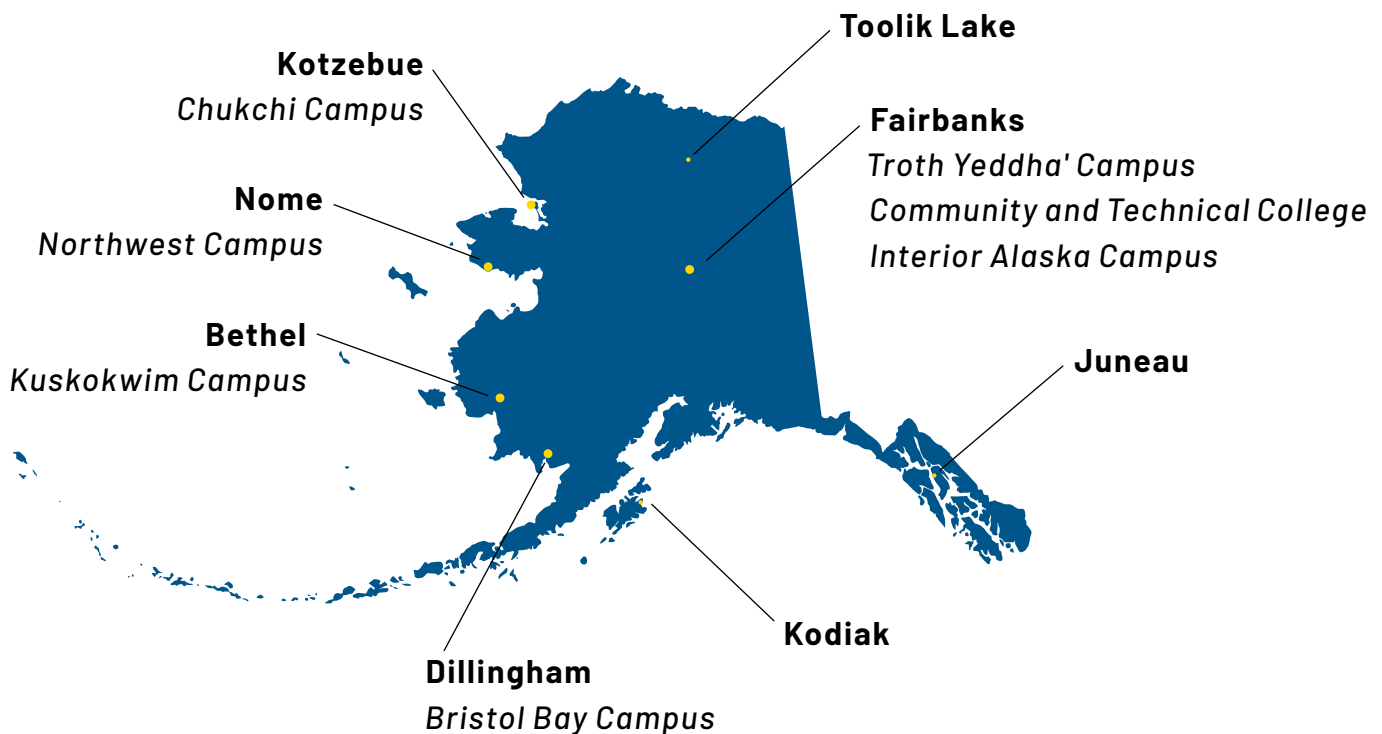 Toolik Lake
Kotzebue
Chukchi Campus
Fairbanks
Troth Yeddha' Campus
Community and Technical College
Interior Alaska Campus
Nome
Northwest Campus
Bethel
Kuskokwim Campus
Juneau
Kodiak
Dillingham
Bristol Bay Campus